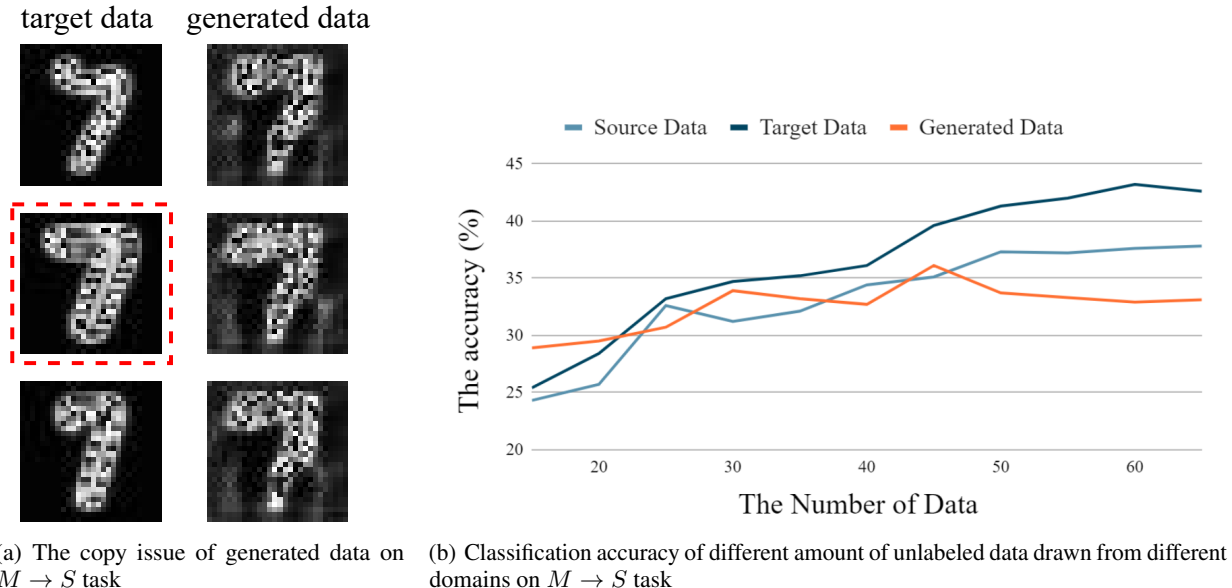 target data generated data
Source Data Target Data Generated Data
45
40
35
30
25
20
The accuracy (%)
20 30 40 50 60
The Number of Data
(a) The copy issue of generated data on
M → S task
(b) Classification accuracy of different amount of unlabeled data drawn from different
domains on M → S task